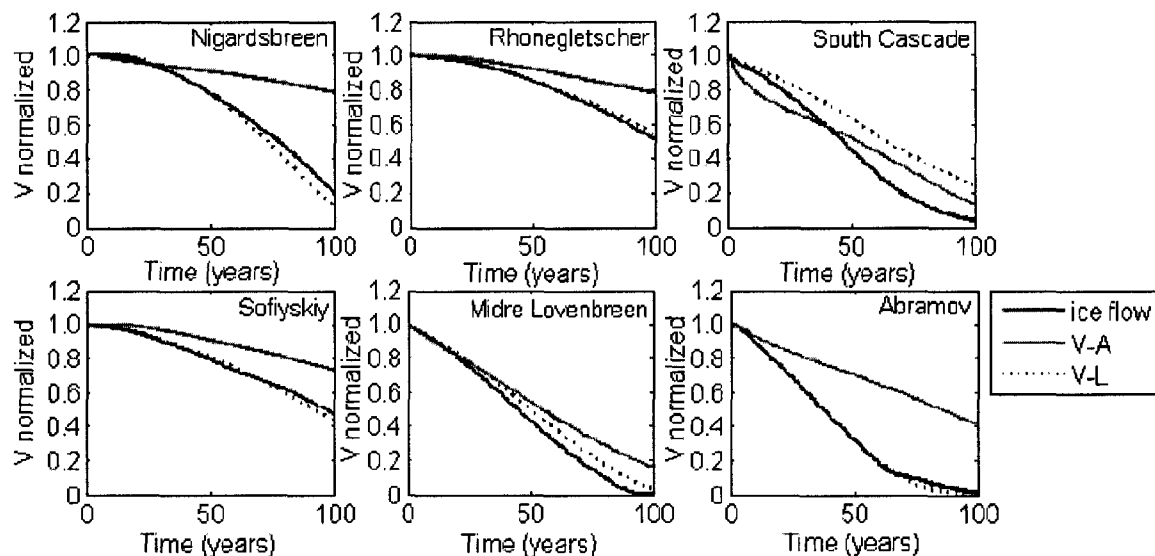 1.2
1.0
0.8
0.6
0.4
0.2
0
V normalized
Nigardsbreen
0 50 100
Time (years)
1.2
1.0
0.8
0.6
0.4
0.2
0
V normalized
Rhonegletscher
0 50 100
Time (years)
1.2
1.0
0.8
0.6
0.4
0.2
0
V normalized
South Cascade
0 50 100
Time (years)
1.2
1.0
0.8
0.6
0.4
0.2
0
V normalized
Sofiyskiy
0 50 100
Time (years)
1.2
1.0
0.8
0.6
0.4
0.2
0
V normalized
Midre Lovenbreen
0 50 100
Time (years)
1.2
1.0
0.8
0.6
0.4
0.2
0
V normalized
Abramov
0 50 100
Time (years)
ice flow
V-A
V-L